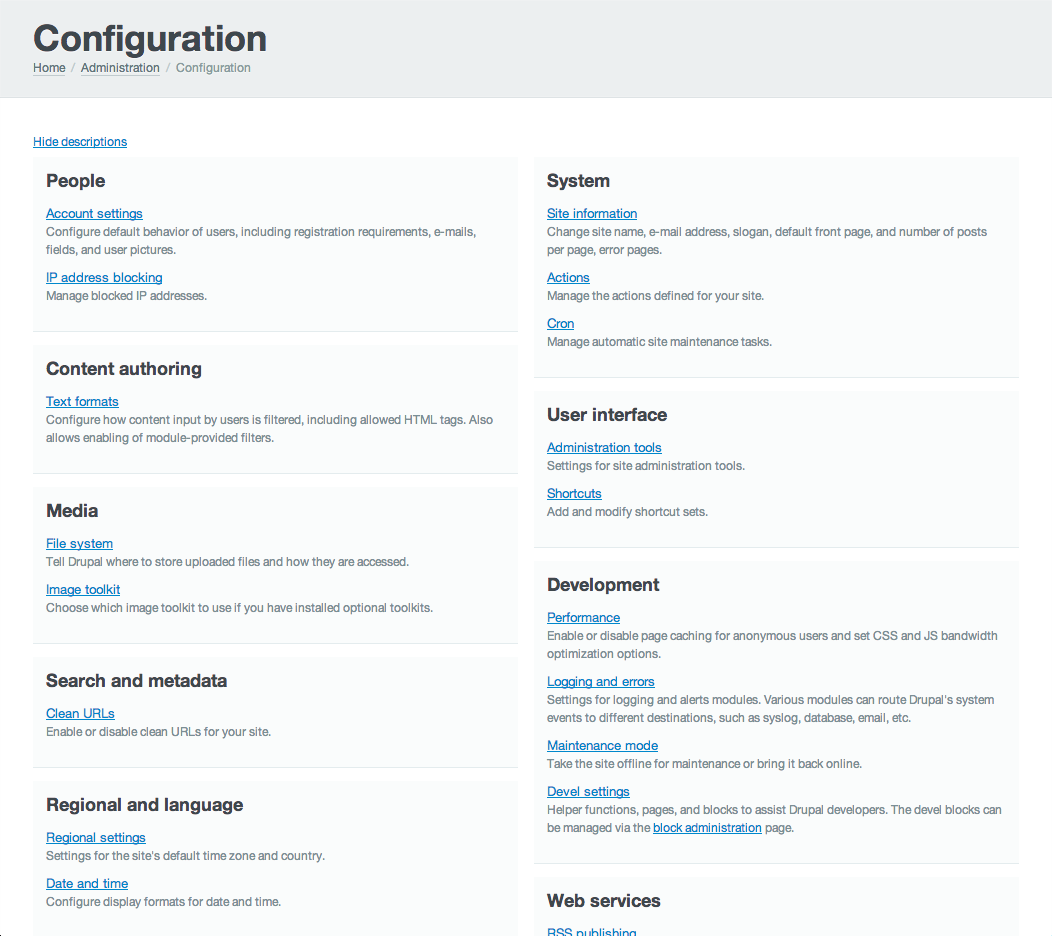 Configuration
Home / Administration / Configuration
Hide descriptions
People
Account settings
Configure default behavior of users, including registration requirements, e-mails,
fields, and user pictures.
IP address blocking
Manage blocked IP addresses.
Content authoring
Text formats
Configure how content input by users is filtered, including allowed HTML tags. Also
allows enabling of module-provided filters.
Media
File system
Tell Drupal where to store uploaded files and how they are accessed.
Image toolkit
Choose which image toolkit to use if you have installed optional toolkits.
Search and metadata
Clean URLs
Enable or disable clean URLs for your site.
Regional and language
Regional settings
Settings for the site's default time zone and country.
Date and time
Configure display formats for date and time.
System
Site information
Change site name, e-mail address, slogan, default front page, and number of posts
per page, error pages.
Actions
Manage the actions defined for your site.
Cron
Manage automatic site maintenance tasks.
User interface
Administration tools
Settings for site administration tools.
Shortcuts
Add and modify shortcut sets.
Development
Performance
Enable or disable page caching for anonymous users and set CSS and JS bandwidth
optimization options.
Logging and errors
Settings for logging and alerts modules. Various modules can route Drupal's system
events to different destinations, such as syslog, database, email, etc.
Maintenance mode
Take the site offline for maintenance or bring it back online.
Devel settings
Helper functions, pages, and blocks to assist Drupal developers. The devel blocks can
be managed via the block administration page.
Web services
RSS publishing